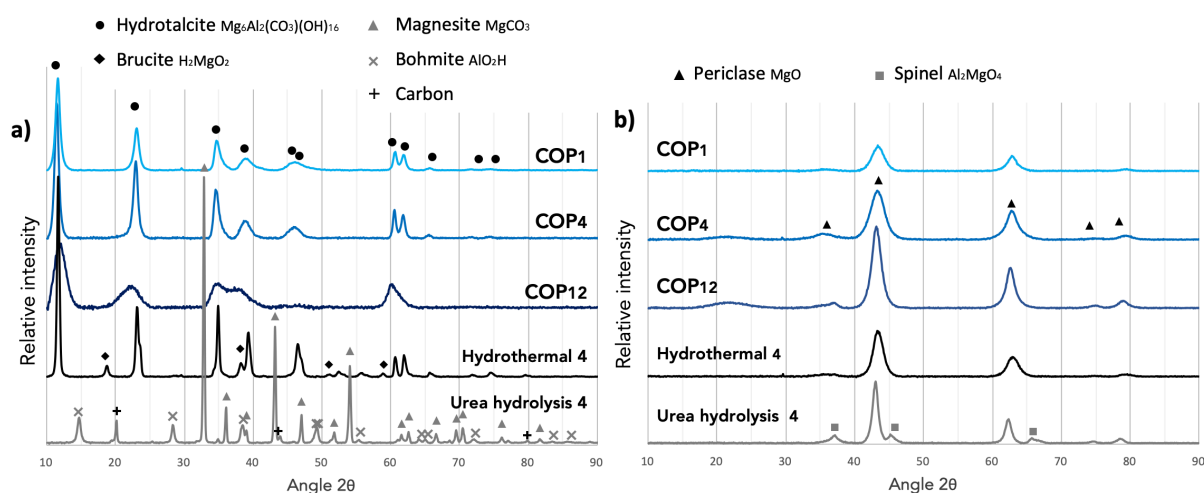 Hydrotalcite Mg₆Al₂(CO₃)(OH)₁₆
Magnesite MgCO₃
Brucite H₂MgO₂
Bohmite AlO₂H
Carbon
a)
Relative intensity
COP1
COP4
COP12
Hydrothermal 4
Urea hydrolysis 4
10 20 30 40 50 60 70 80 90
Angle 2θ
Periclase MgO
Spinel Al₂MgO₄
b)
Relative intensity
COP1
COP4
COP12
Hydrothermal 4
Urea hydrolysis 4
10 20 30 40 50 60 70 80 90
Angle 2θ